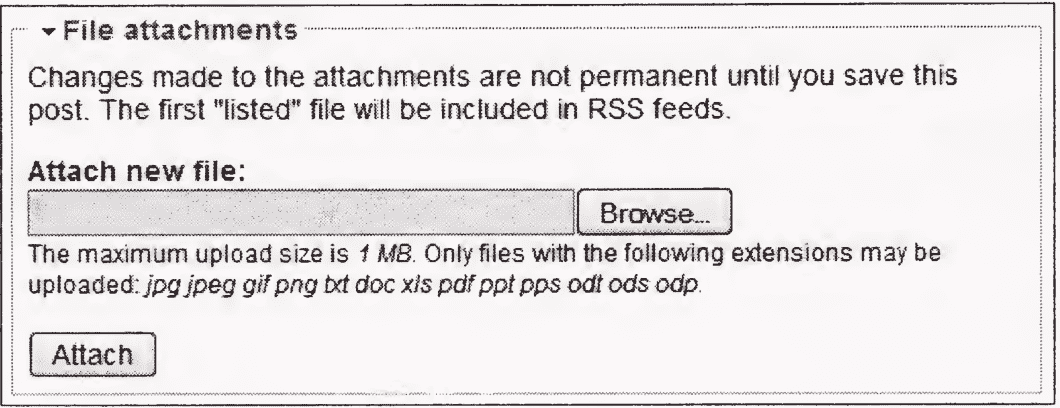 File attachments
Changes made to the attachments are not permanent until you save this
post. The first "listed" file will be included in RSS feeds.
Attach new file:
Browse...
The maximum upload size is 1 MB. Only files with the following extensions may be
uploaded: jpg jpeg gif png txt doc xls pdf ppt pps odt ods odp.
Attach